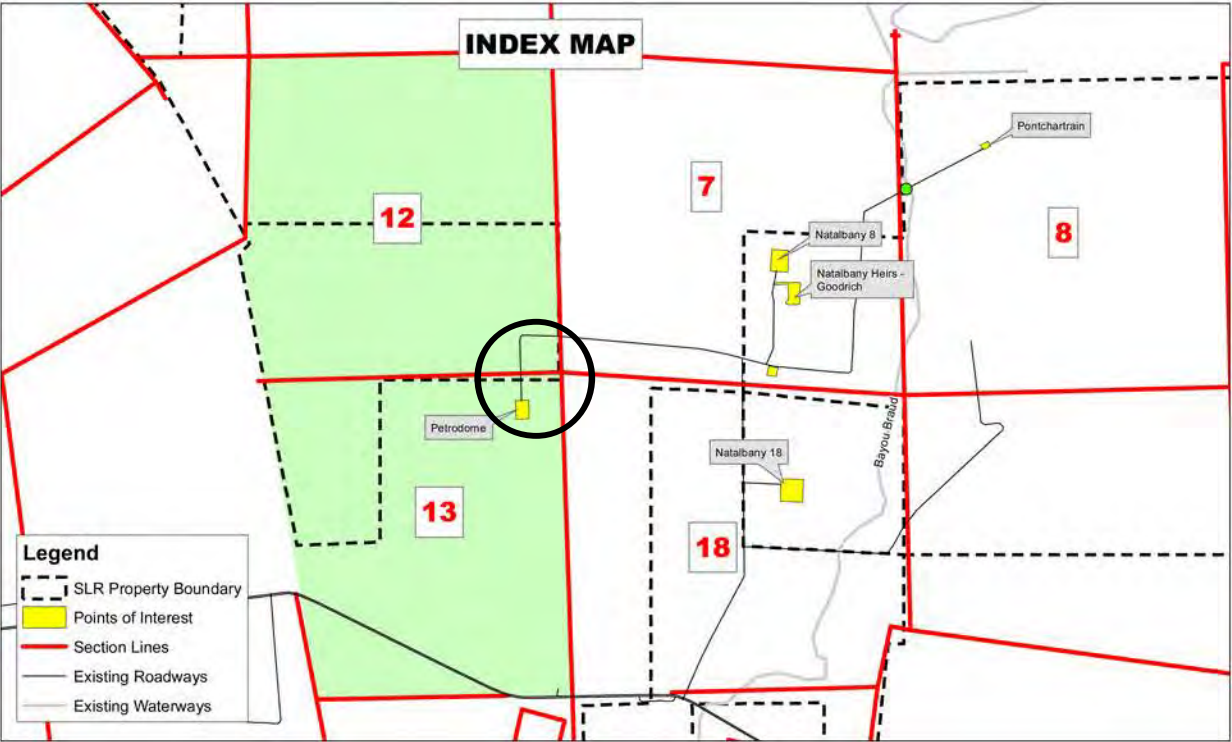 INDEX MAP
Pontchartrain
7
12
8
Natalbany 8
Natalbany Heirs -
Goodrich
Petrodome
Bayou Braud
Natalbany 18
13
18
Legend
SLR Property Boundary
Points of Interest
Section Lines
Existing Roadways
Existing Waterways